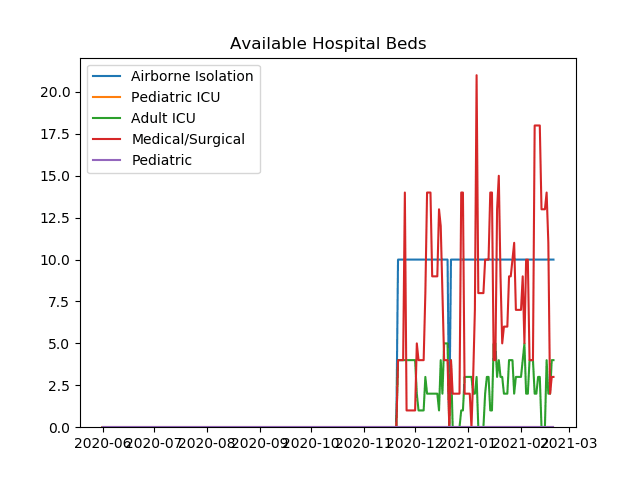 Available Hospital Beds
Airborne Isolation
Pediatric ICU
Adult ICU
Medical/Surgical
Pediatric
20.0
17.5
15.0
12.5
10.0
7.5
5.0
2.5
0.0
2020-06 2020-07 2020-08 2020-09 2020-10 2020-11 2020-12 2021-01 2021-02 2021-03